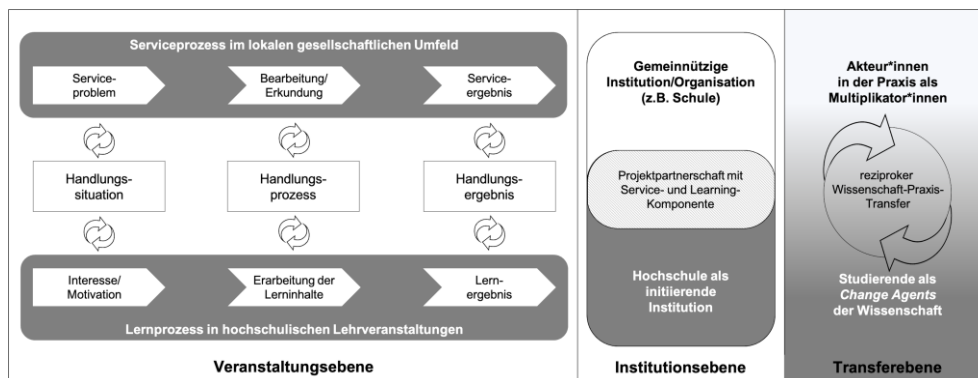 Serviceprozess im lokalen gesellschaftlichen Umfeld
Service-
problem
Bearbeitung/
Erkundung
Service-
ergebnis
Handlungs-
situation
Handlungs-
prozess
Handlungs-
ergebnis
Interesse/
Motivation
Erarbeitung der
Lerninhalte
Lern-
ergebnis
Lernprozess in hochschulischen Lehrveranstaltungen
Veranstaltungsebene
Gemeinnützige
Institution/Organisation
(z.B. Schule)
Projektpartnerschaft mit
Service- und Learning-
Komponente
Hochschule als
initiierende
Institution
Institutionsebene
Akteur*innen
in der Praxis als
Multiplikator*innen
reziproker
Wissenschaft-Praxis-
Transfer
Studierende als
Change Agents
der Wissenschaft
Transferebene